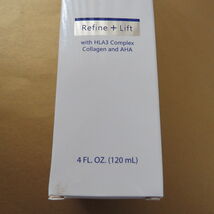 Refine + Lift
with HLA3 Complex
Collagen and AHA
4 FL. OZ. (120 mL)